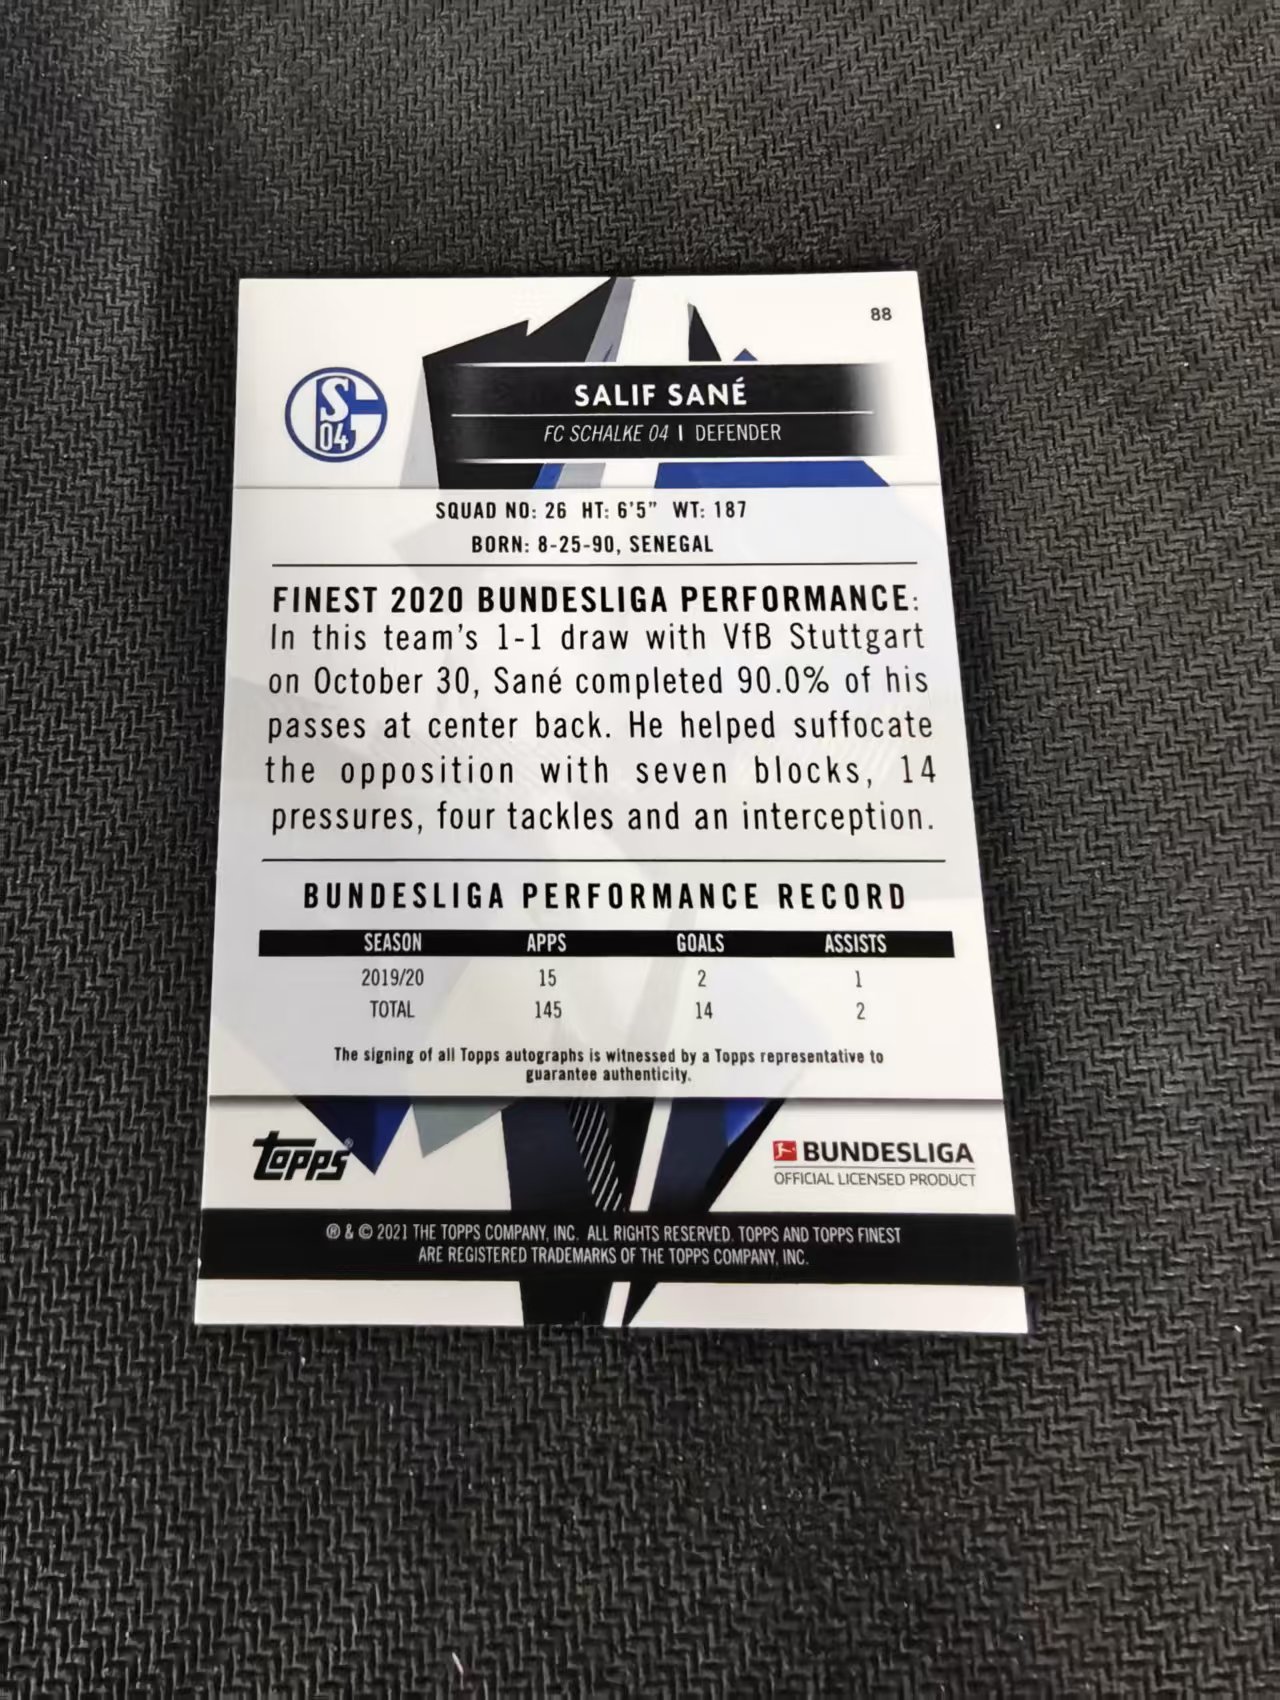 88
S
04
SALIF SANÉ
FC SCHALKE 04 | DEFENDER
SQUAD NO: 26 HT: 6'5" WT: 187
BORN: 8-25-90, SENEGAL
FINEST 2020 BUNDESLIGA PERFORMANCE:
In this team's 1-1 draw with VfB Stuttgart
on October 30, Sané completed 90.0% of his
passes at center back. He helped suffocate
the opposition with seven blocks, 14
pressures, four tackles and an interception.
BUNDESLIGA PERFORMANCE RECORD
SEASON APPS GOALS ASSISTS
2019/20 15 2 1
TOTAL 145 14 2
The signing of all Topps autographs is witnessed by a Topps representative to
guarantee authenticity.
topps®
BUNDESLIGA
OFFICIAL LICENSED PRODUCT
® & © 2021 THE TOPPS COMPANY, INC. ALL RIGHTS RESERVED. TOPPS AND TOPPS FINEST
ARE REGISTERED TRADEMARKS OF THE TOPPS COMPANY, INC.